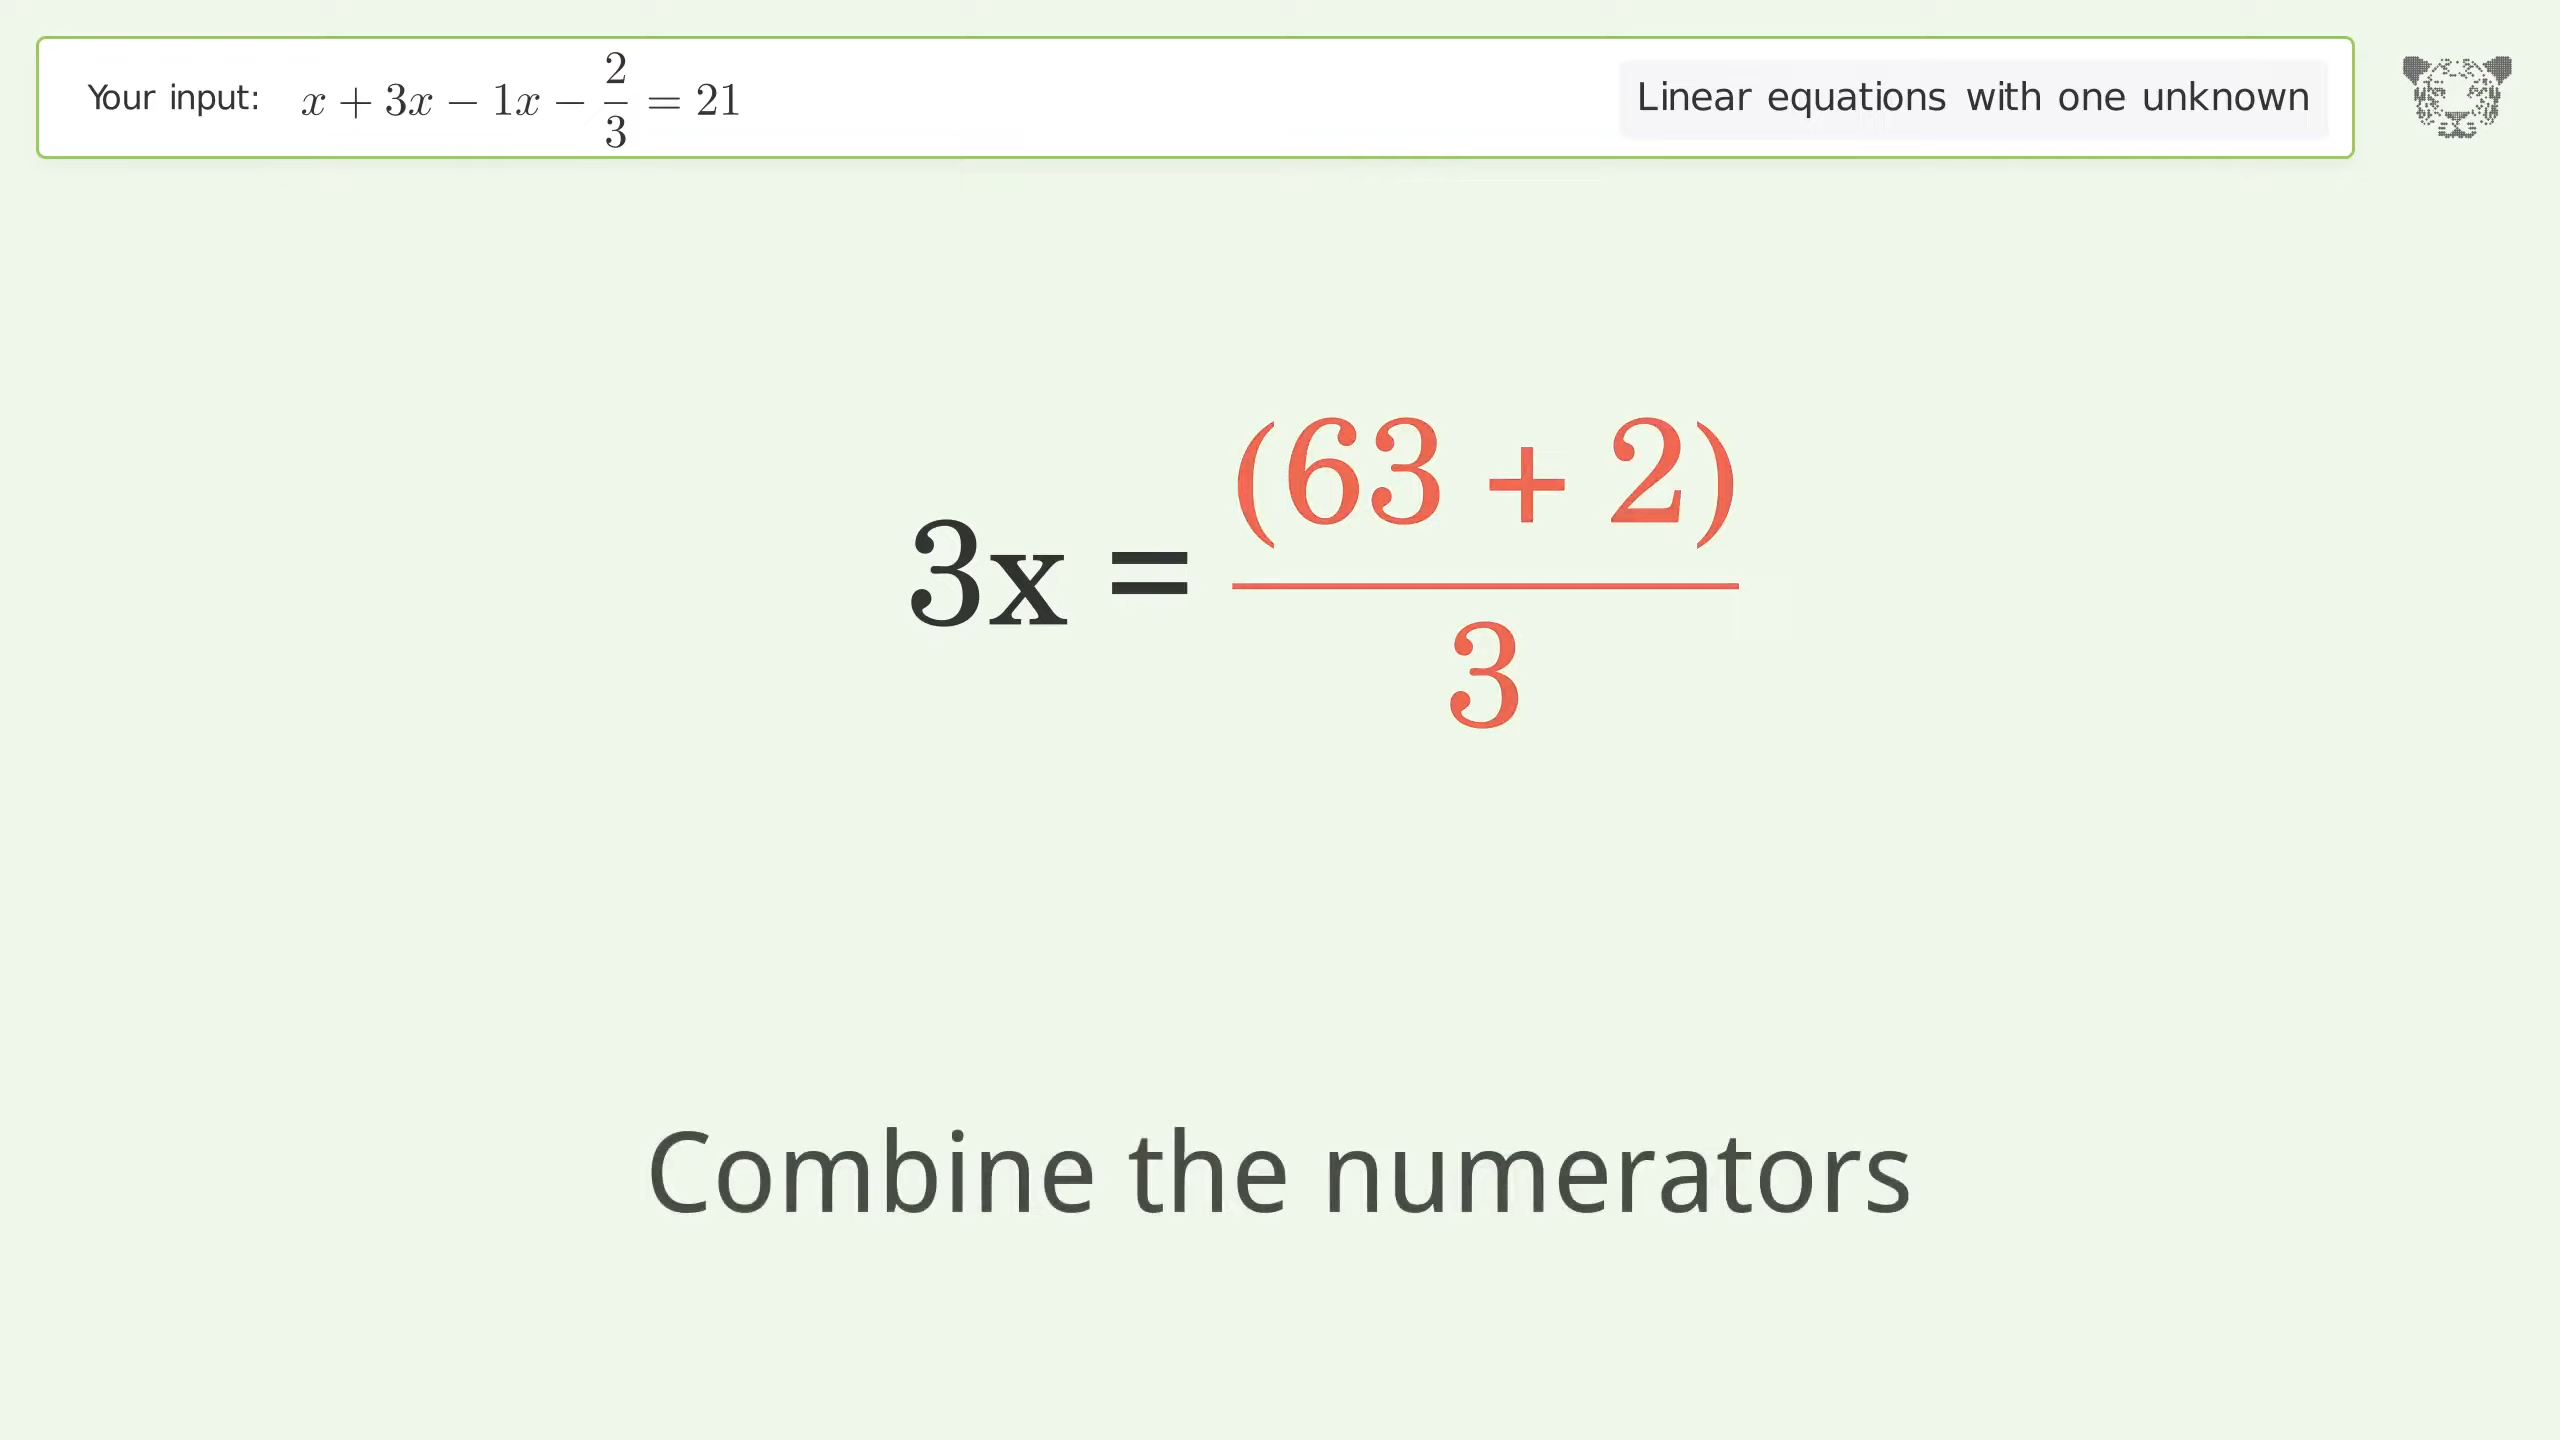 Your input: x + 3x − 1x − 2/3 = 21
Linear equations with one unknown
3x = (63 + 2)/3
Combine the numerators